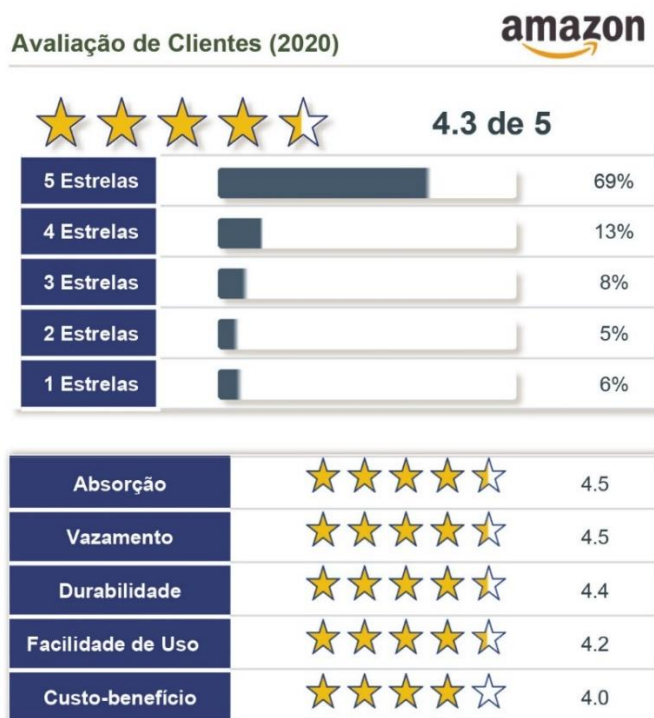 Avaliação de Clientes (2020)
amazon
4.3 de 5
5 Estrelas 69%
4 Estrelas 13%
3 Estrelas 8%
2 Estrelas 5%
1 Estrelas 6%
Absorção 4.5
Vazamento 4.5
Durabilidade 4.4
Facilidade de Uso 4.2
Custo-benefício 4.0